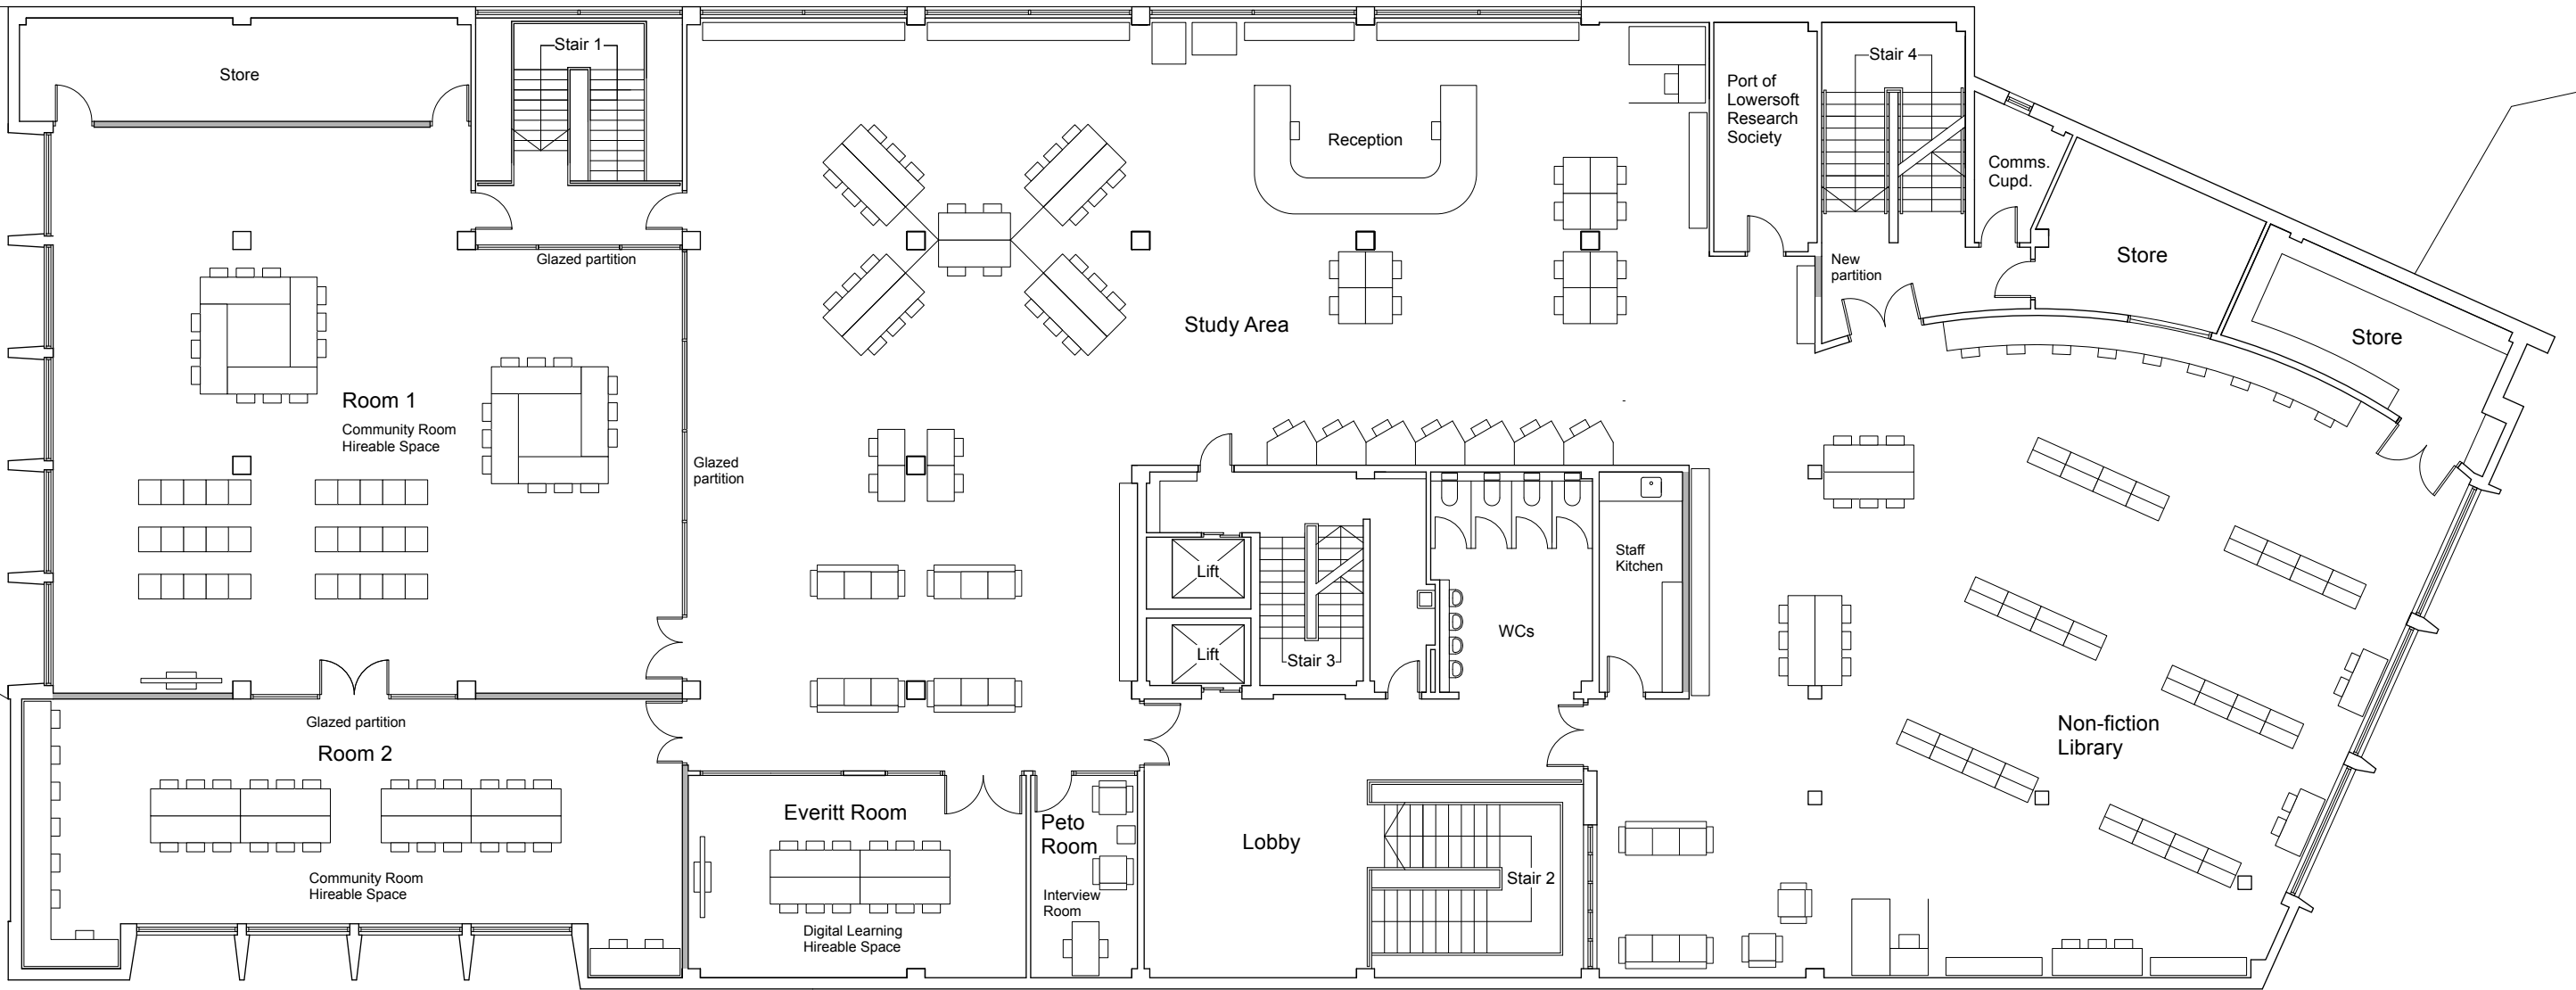 Store
Stair 1
Stair 4
Port of
Lowersoft
Research
Society
Reception
Comms.
Cupd.
Glazed partition
New
partition
Store
Store
Study Area
Room 1
Community Room
Hireable Space
Glazed
partition
Lift
Staff
Kitchen
WCs
Lift
Stair 3
Glazed partition
Room 2
Non-fiction
Library
Everitt Room
Peto
Room
Lobby
Stair 2
Community Room
Hireable Space
Interview
Room
Digital Learning
Hireable Space